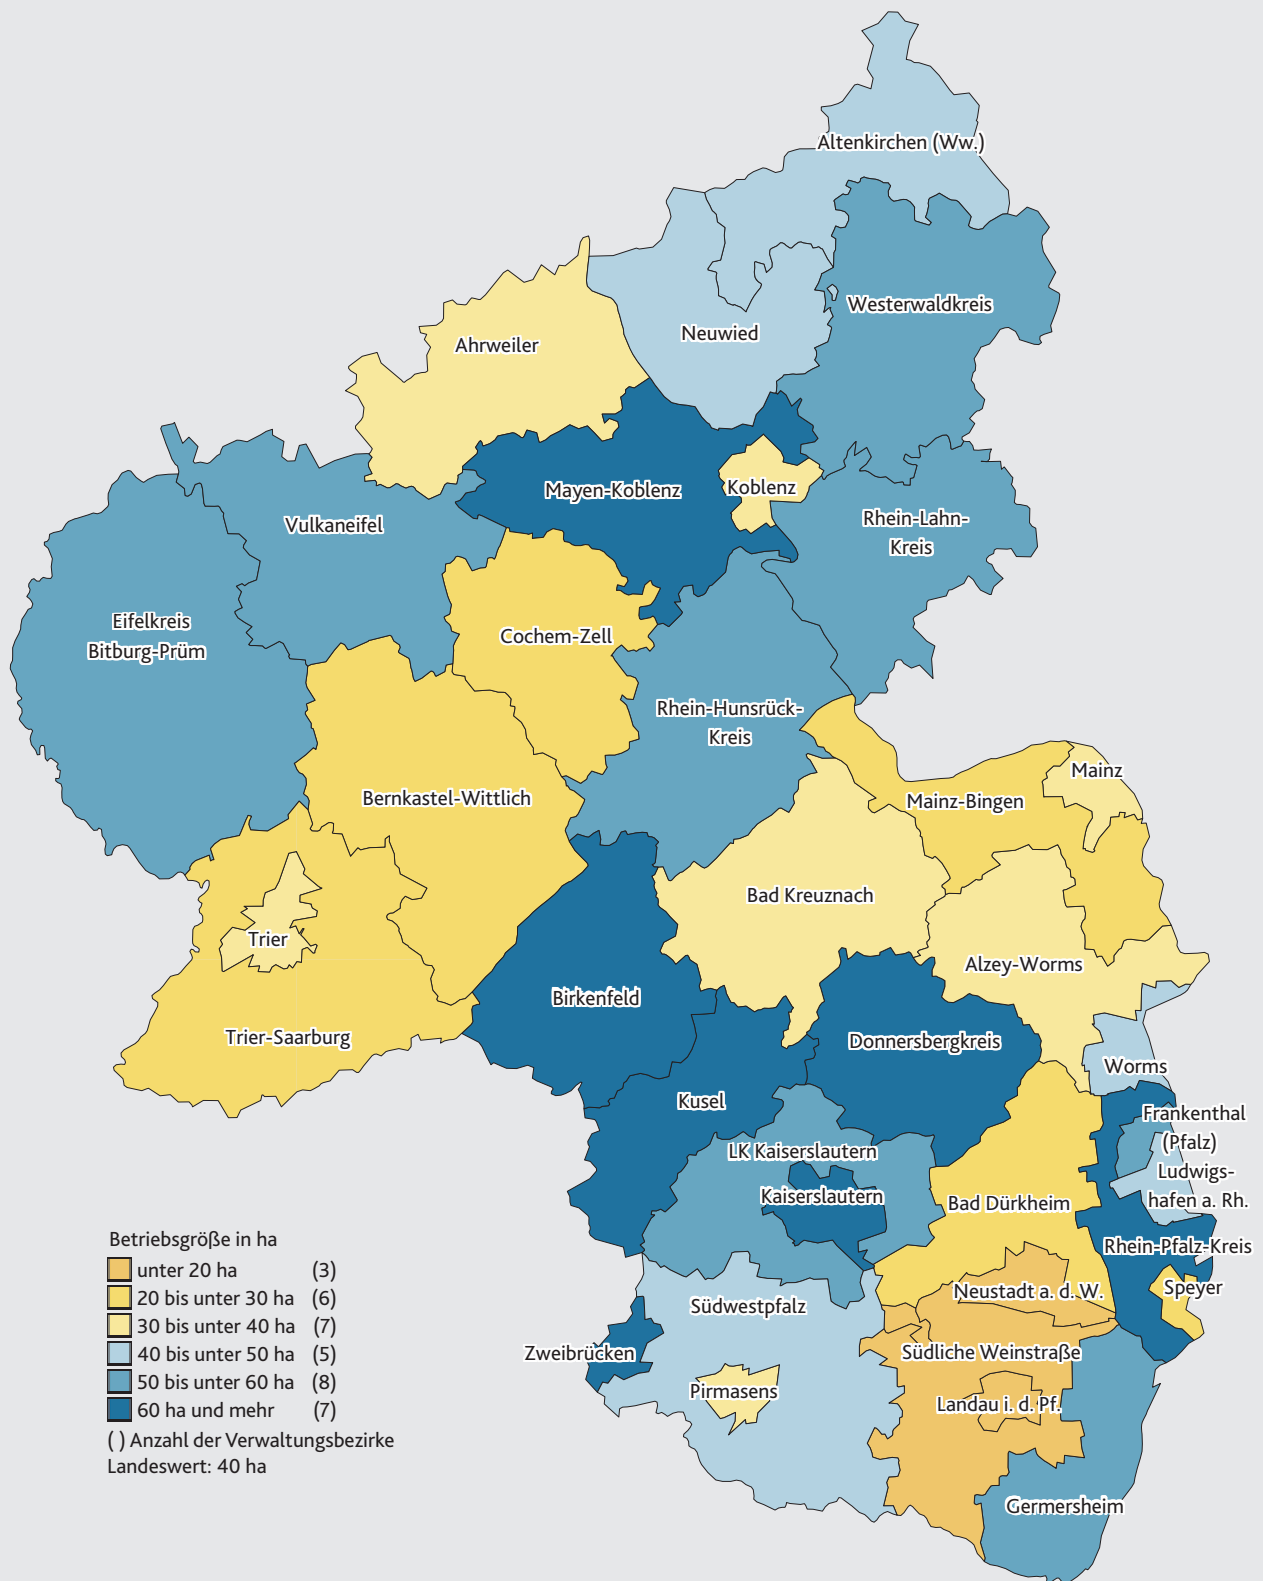 Altenkirchen (Ww.)
Westerwaldkreis
Neuwied
Ahrweiler
Mayen-Koblenz
Koblenz
Rhein-Lahn-
Kreis
Vulkaneifel
Eifelkreis
Bitburg-Prüm
Cochem-Zell
Rhein-Hunsrück-
Kreis
Mainz
Bernkastel-Wittlich
Mainz-Bingen
Bad Kreuznach
Trier
Alzey-Worms
Birkenfeld
Trier-Saarburg
Donnersbergkreis
Worms
Kusel
Frankenthal
(Pfalz)
LK Kaiserslautern
Ludwigs-
hafen a. Rh.
Kaiserslautern
Bad Dürkheim
Rhein-Pfalz-Kreis
Speyer
Neustadt a. d. W.
Südwestpfalz
Zweibrücken
Südliche Weinstraße
Pirmasens
Landau i. d. Pf.
Germersheim
Betriebsgröße in ha
unter 20 ha (3)
20 bis unter 30 ha (6)
30 bis unter 40 ha (7)
40 bis unter 50 ha (5)
50 bis unter 60 ha (8)
60 ha und mehr (7)
( ) Anzahl der Verwaltungsbezirke
Landeswert: 40 ha